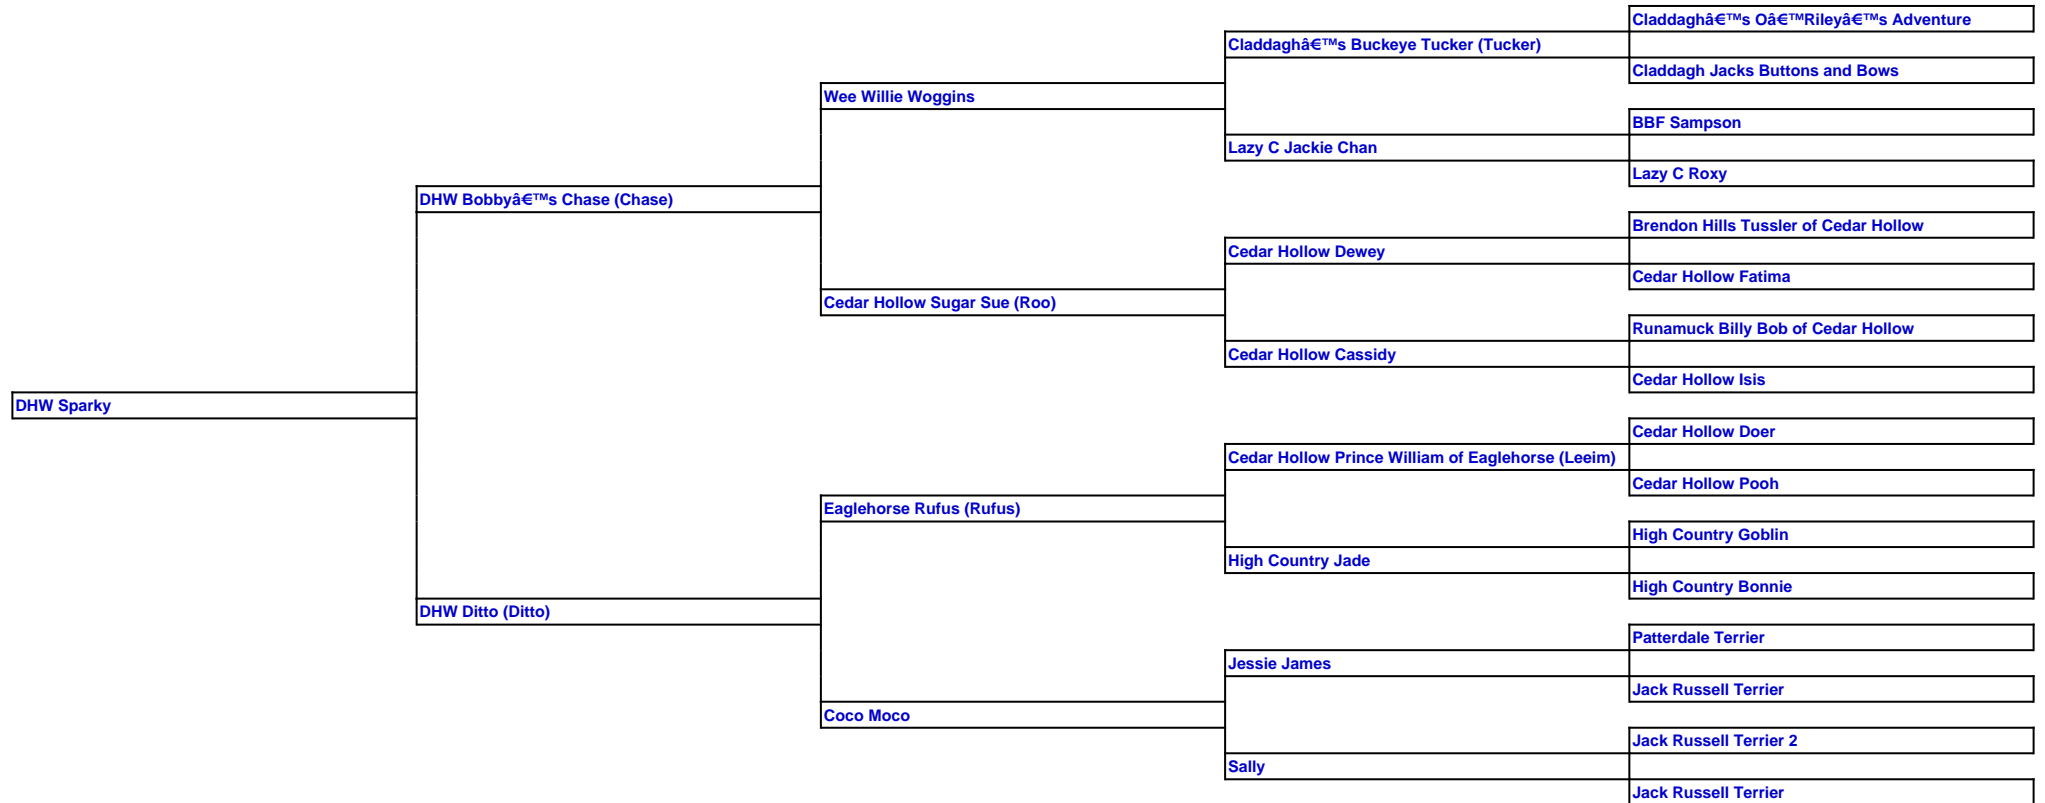 Claddaghâ€™s Oâ€™Rileyâ€™s Adventure
Claddaghâ€™s Buckeye Tucker (Tucker)
Claddagh Jacks Buttons and Bows
Wee Willie Woggins
BBF Sampson
Lazy C Jackie Chan
Lazy C Roxy
DHW Bobbyâ€™s Chase (Chase)
Brendon Hills Tussler of Cedar Hollow
Cedar Hollow Dewey
Cedar Hollow Fatima
Cedar Hollow Sugar Sue (Roo)
Runamuck Billy Bob of Cedar Hollow
Cedar Hollow Cassidy
Cedar Hollow Isis
DHW Sparky
Cedar Hollow Doer
Cedar Hollow Prince William of Eaglehorse (Leeim)
Cedar Hollow Pooh
Eaglehorse Rufus (Rufus)
High Country Goblin
High Country Jade
High Country Bonnie
DHW Ditto (Ditto)
Patterdale Terrier
Jessie James
Jack Russell Terrier
Coco Moco
Jack Russell Terrier 2
Sally
Jack Russell Terrier